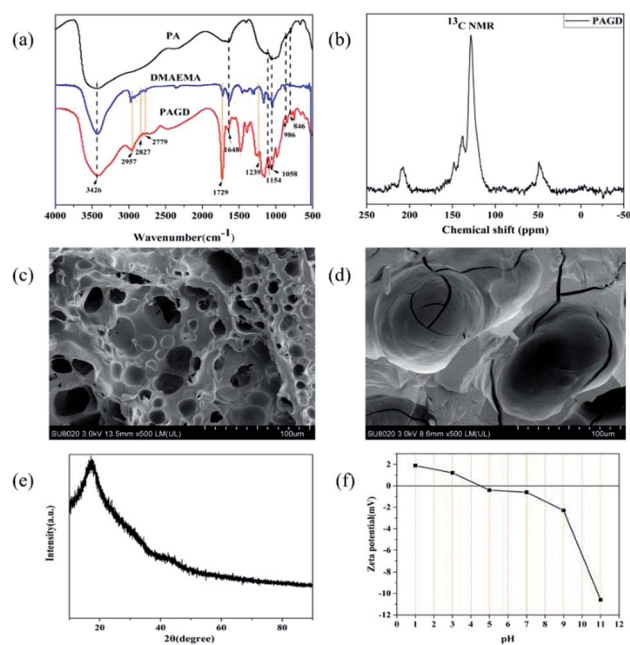 (a)
PA
DMAEMA
PAGD
3426
2957
2827
2779
1729
1648
1239
1154
1058
986
846
4000 3500 3000 2500 2000 1500 1000 500
Wavenumber(cm⁻¹)
(b)
¹³C NMR
PAGD
250 200 150 100 50 0 -50
Chemical shift (ppm)
(c)
SU8020 3.0kV 13.5mm x500 LM(UL)
100um
(d)
SU8020 3.0kV 8.6mm x500 LM(UL)
100um
(e)
Intensity(a.u.)
20 40 60 80
2θ(degree)
(f)
Zeta potential(mV)
2
0
-2
-4
-6
-8
-10
-12
0 1 2 3 4 5 6 7 8 9 10 11 12
pH